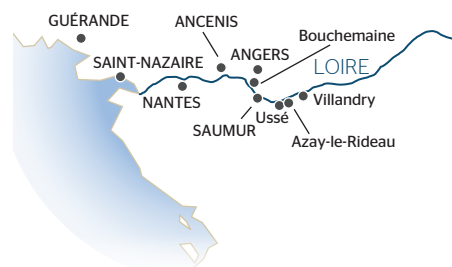 GUÉRANDE
ANCENIS
Bouchemaine
SAINT-NAZAIRE
ANGERS
LOIRE
NANTES
Villandry
SAUMUR
Ussé
Azay-le-Rideau